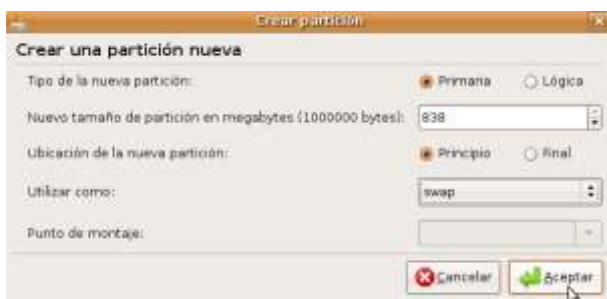 Crear partición
Crear una partición nueva
Tipo de la nueva partición: Primaria Lógica
Nuevo tamaño de partición en megabytes (1000000 bytes): 838
Ubicación de la nueva partición: Principio Final
Utilizar como: swap
Punto de montaje:
Cancelar Aceptar